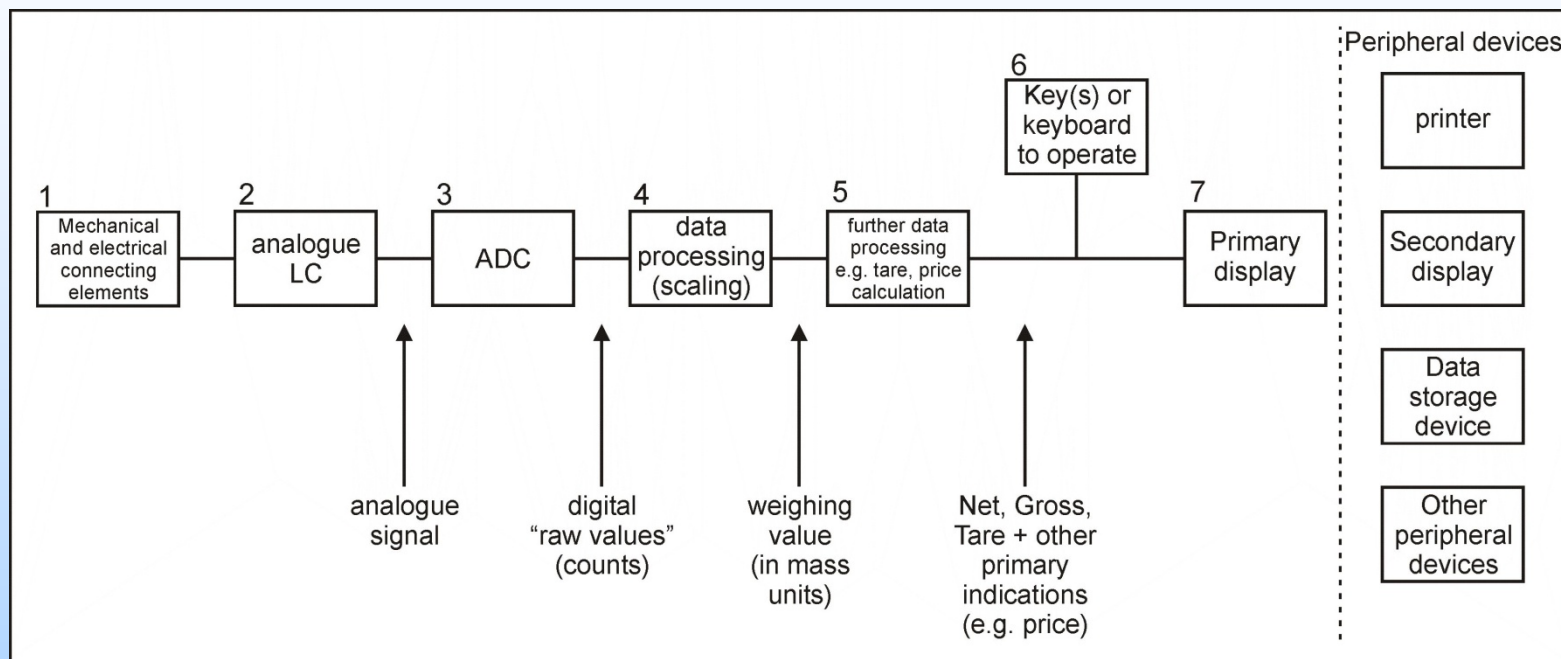 1
Mechanical
and electrical
connecting
elements
2
analogue
LC
3
ADC
4
data
processing
(scaling)
5
further data
processing
e.g. tare, price
calculation
6
Key(s) or
keyboard
to operate
7
Primary
display
analogue
signal
digital
“raw values”
(counts)
weighing
value
(in mass
units)
Net, Gross,
Tare + other
primary
indications
(e.g. price)
Peripheral devices
printer
Secondary
display
Data
storage
device
Other
peripheral
devices